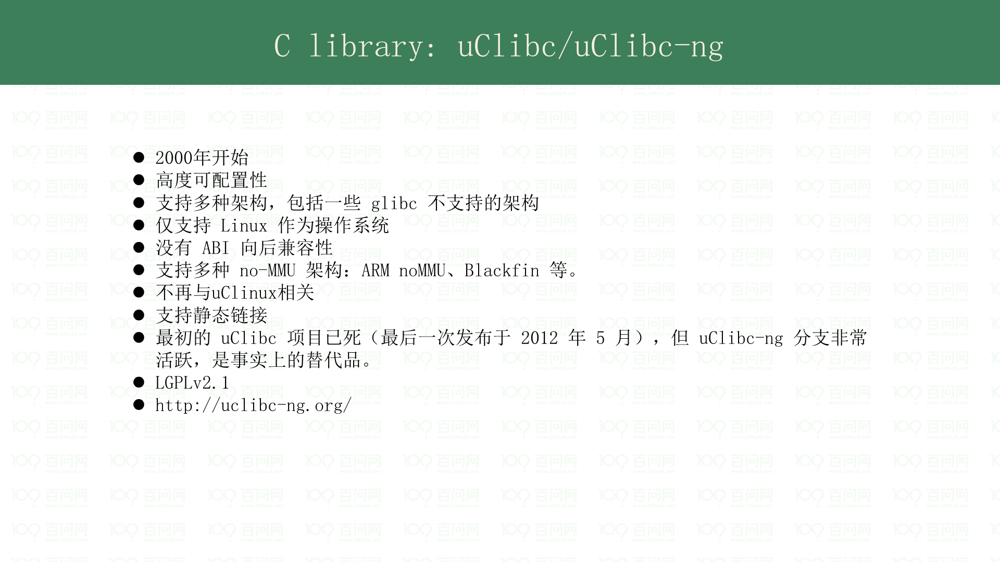 C library: uClibc/uClibc-ng
● 2000年开始
● 高度可配置性
● 支持多种架构，包括一些 glibc 不支持的架构
● 仅支持 Linux 作为操作系统
● 没有 ABI 向后兼容性
● 支持多种 no-MMU 架构：ARM noMMU、Blackfin 等。
● 不再与uClinux相关
● 支持静态链接
● 最初的 uClibc 项目已死（最后一次发布于 2012 年 5 月），但 uClibc-ng 分支非常
活跃，是事实上的替代品。
● LGPLv2.1
● http://uclibc-ng.org/